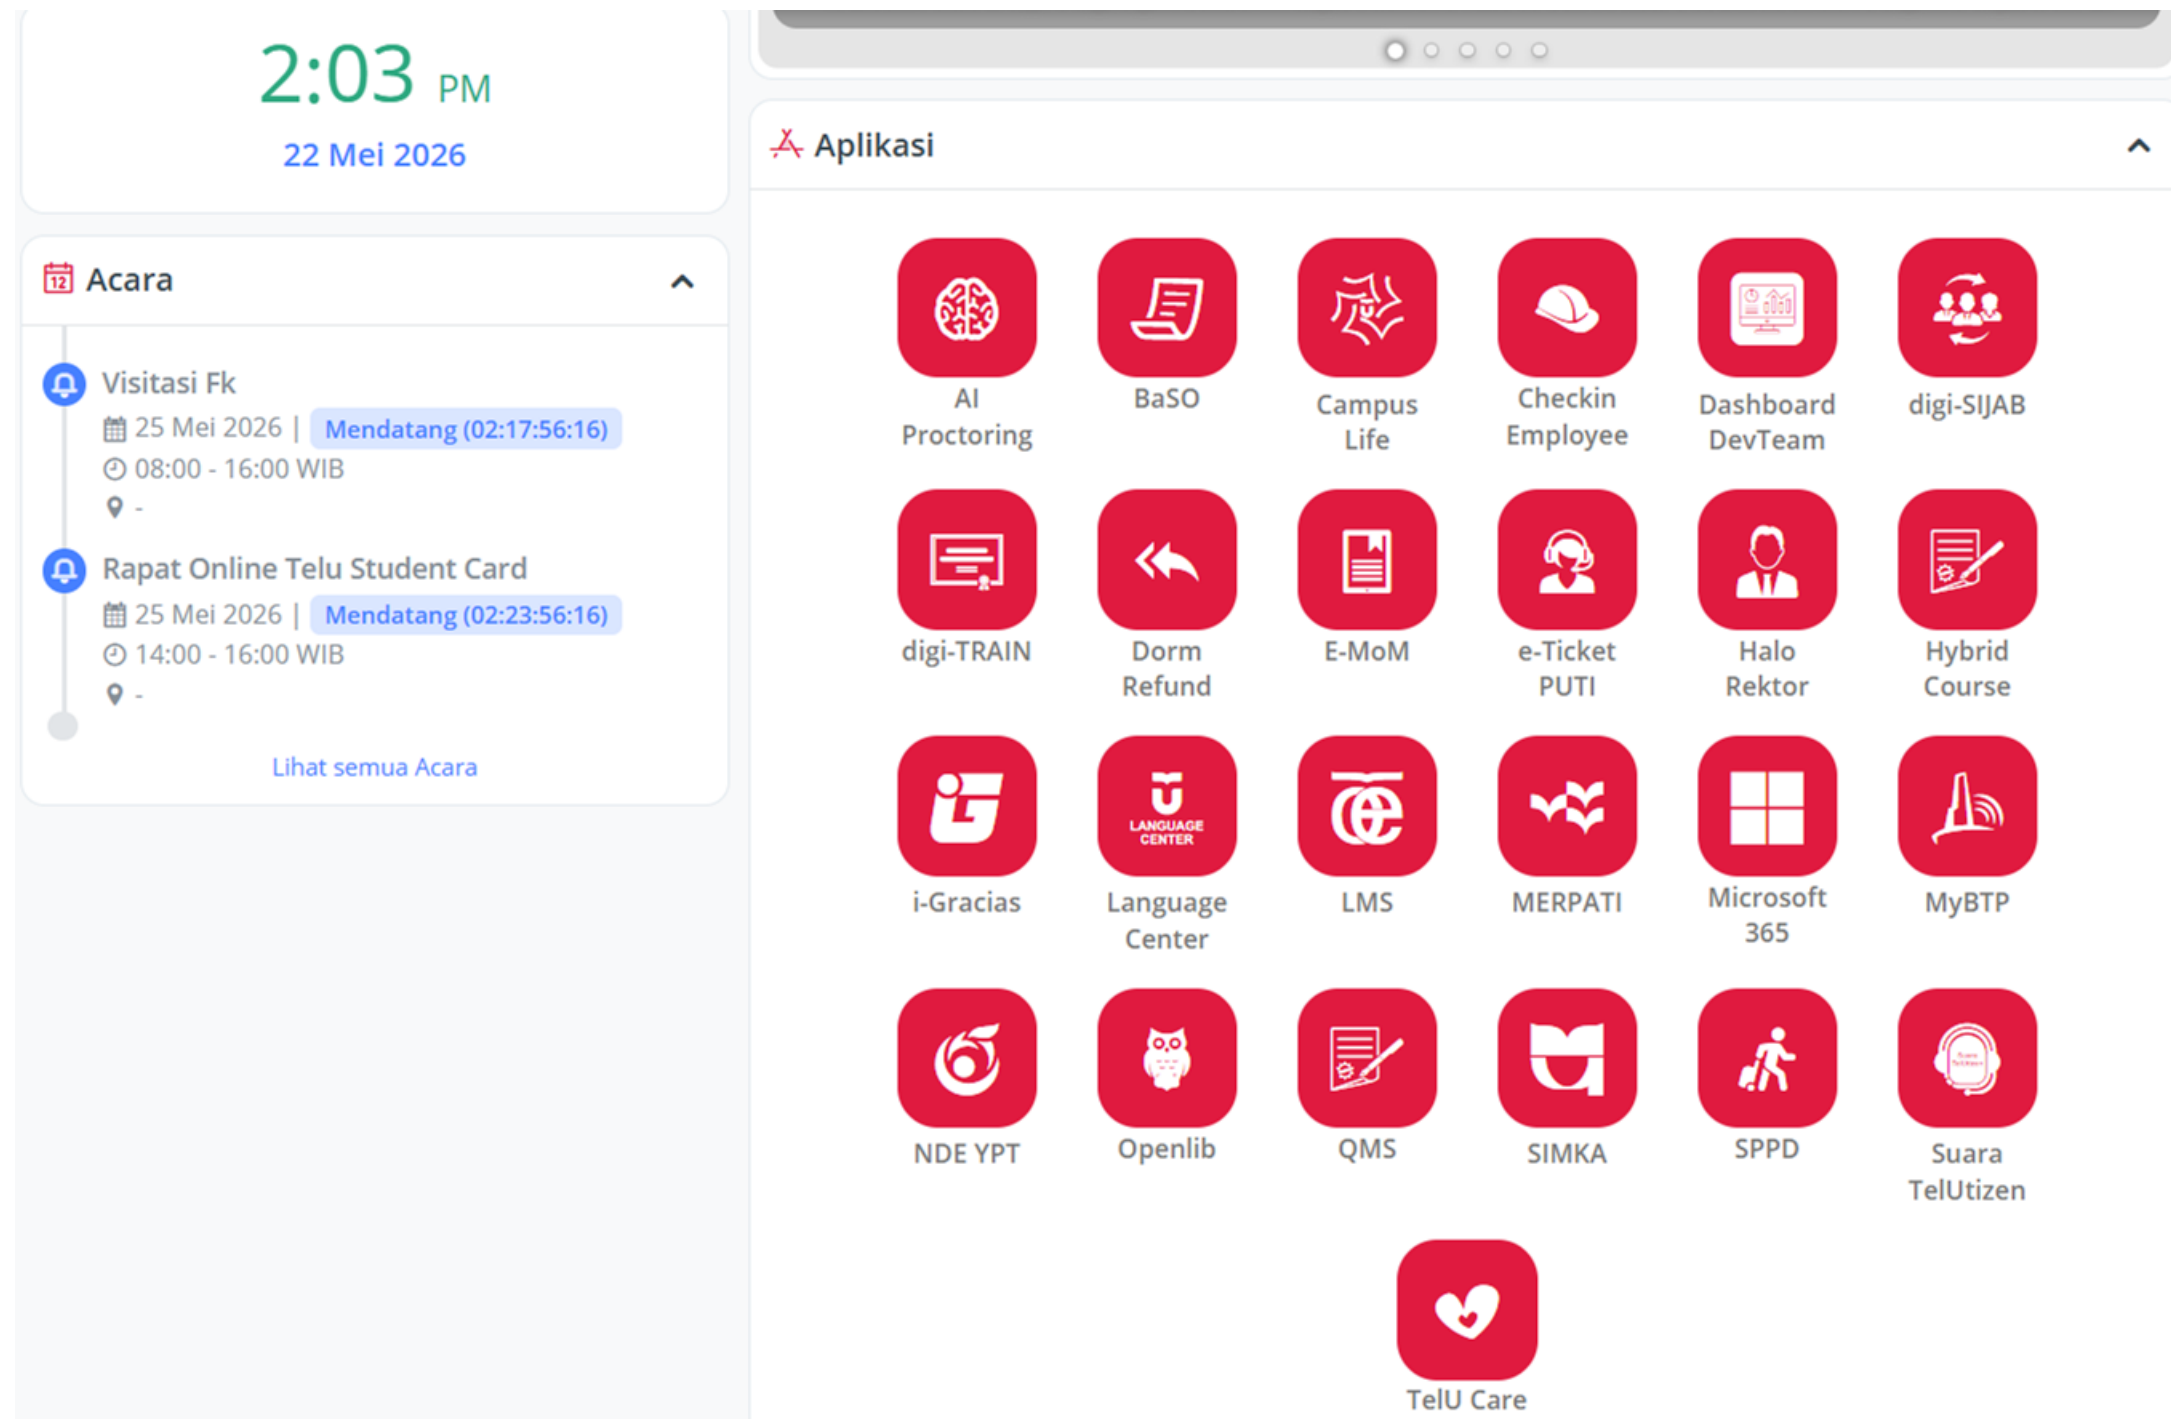 2:03 PM
22 Mei 2026
Acara
Visitasi Fk
25 Mei 2026 | Mendatang (02:17:56:16)
08:00 - 16:00 WIB
-
Rapat Online Telu Student Card
25 Mei 2026 | Mendatang (02:23:56:16)
14:00 - 16:00 WIB
-
Lihat semua Acara
Aplikasi
AI
Proctoring
BaSO
Campus
Life
Checkin
Employee
Dashboard
DevTeam
digi-SIJAB
digi-TRAIN
Dorm
Refund
E-MoM
e-Ticket
PUTI
Halo
Rektor
Hybrid
Course
i-Gracias
LANGUAGE
CENTER
Language
Center
LMS
MERPATI
Microsoft
365
MyBTP
NDE YPT
Openlib
QMS
SIMKA
SPPD
Suara
TelUtizen
TelU Care